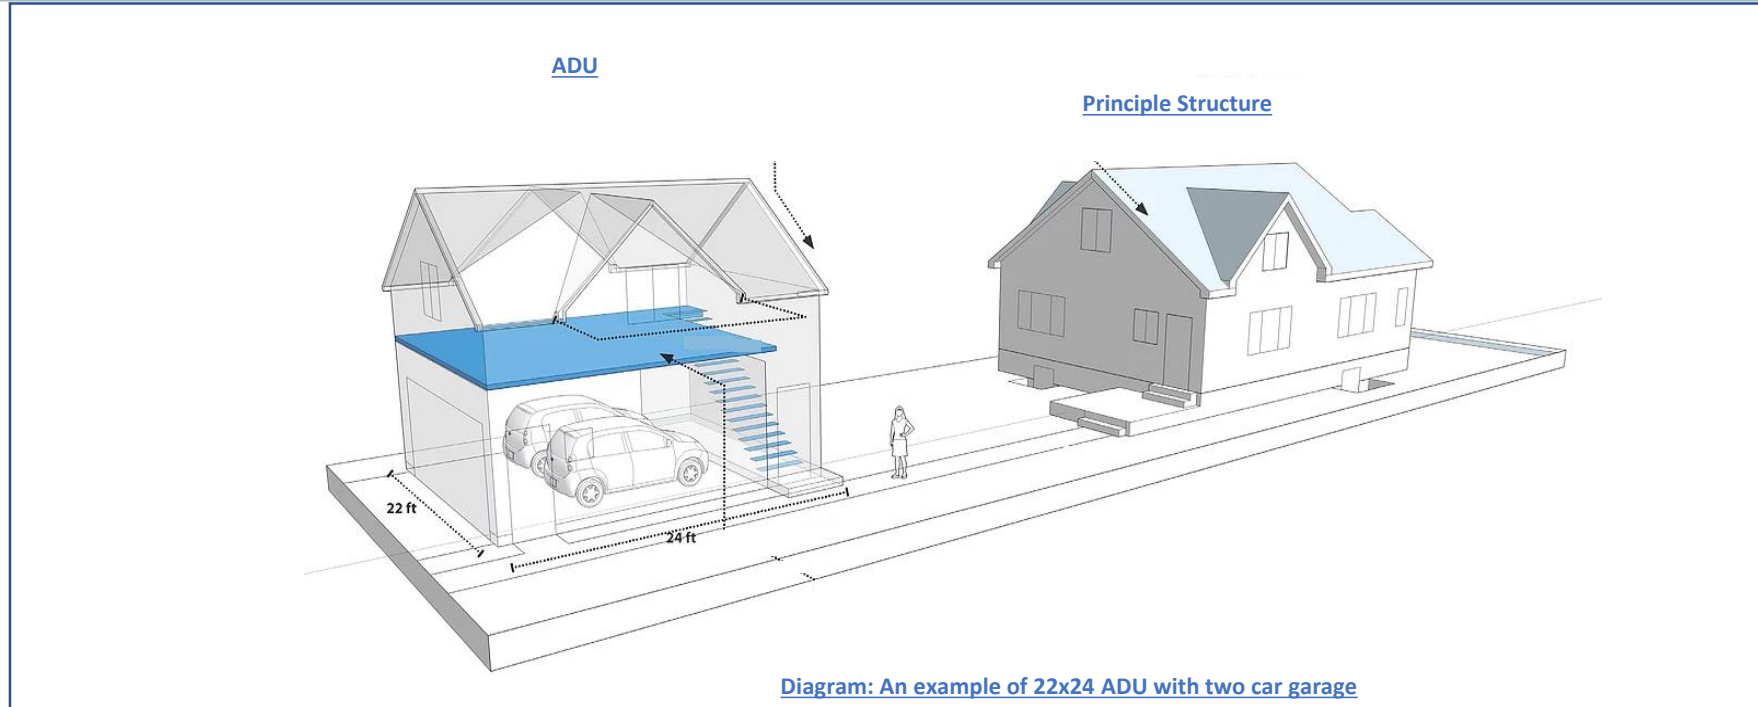 ADU
Principle Structure
22 ft
24 ft
Diagram: An example of 22x24 ADU with two car garage